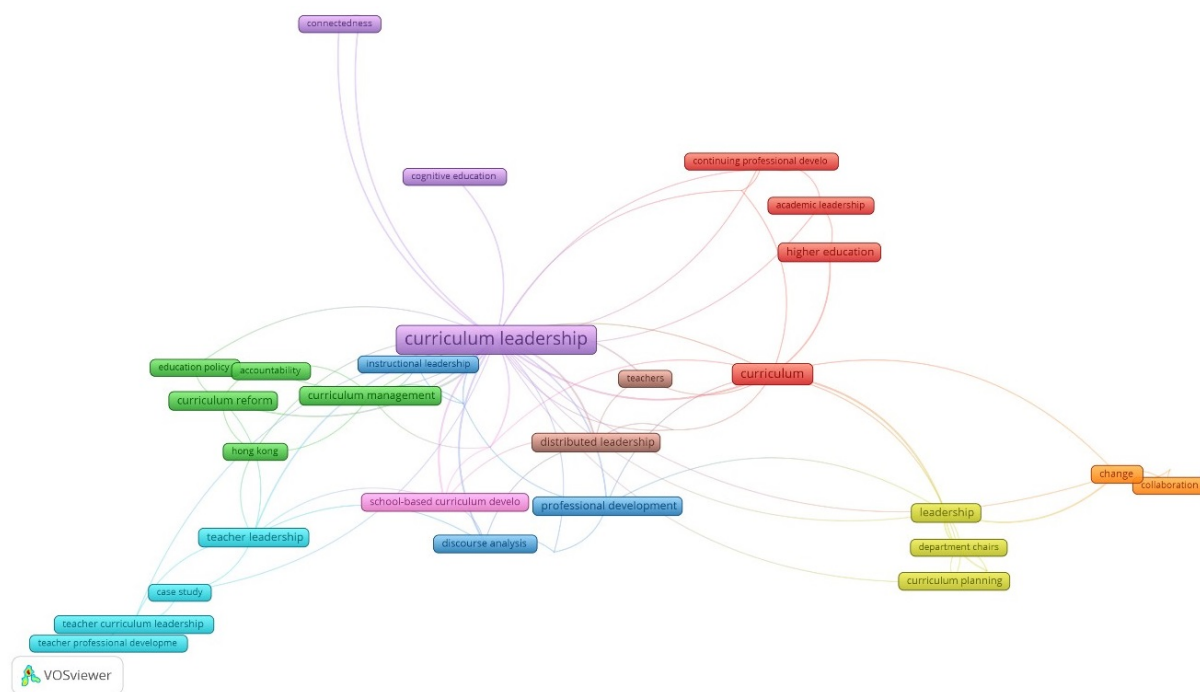 connectedness
continuing professional develo
cognitive education
academic leadership
higher education
curriculum leadership
instructional leadership
education policy
accountability
teachers
curriculum
curriculum reform
curriculum management
distributed leadership
hong kong
change
collaboration
school-based curriculum develo
professional development
leadership
teacher leadership
discourse analysis
department chairs
curriculum planning
case study
teacher curriculum leadership
teacher professional developme
VOSviewer